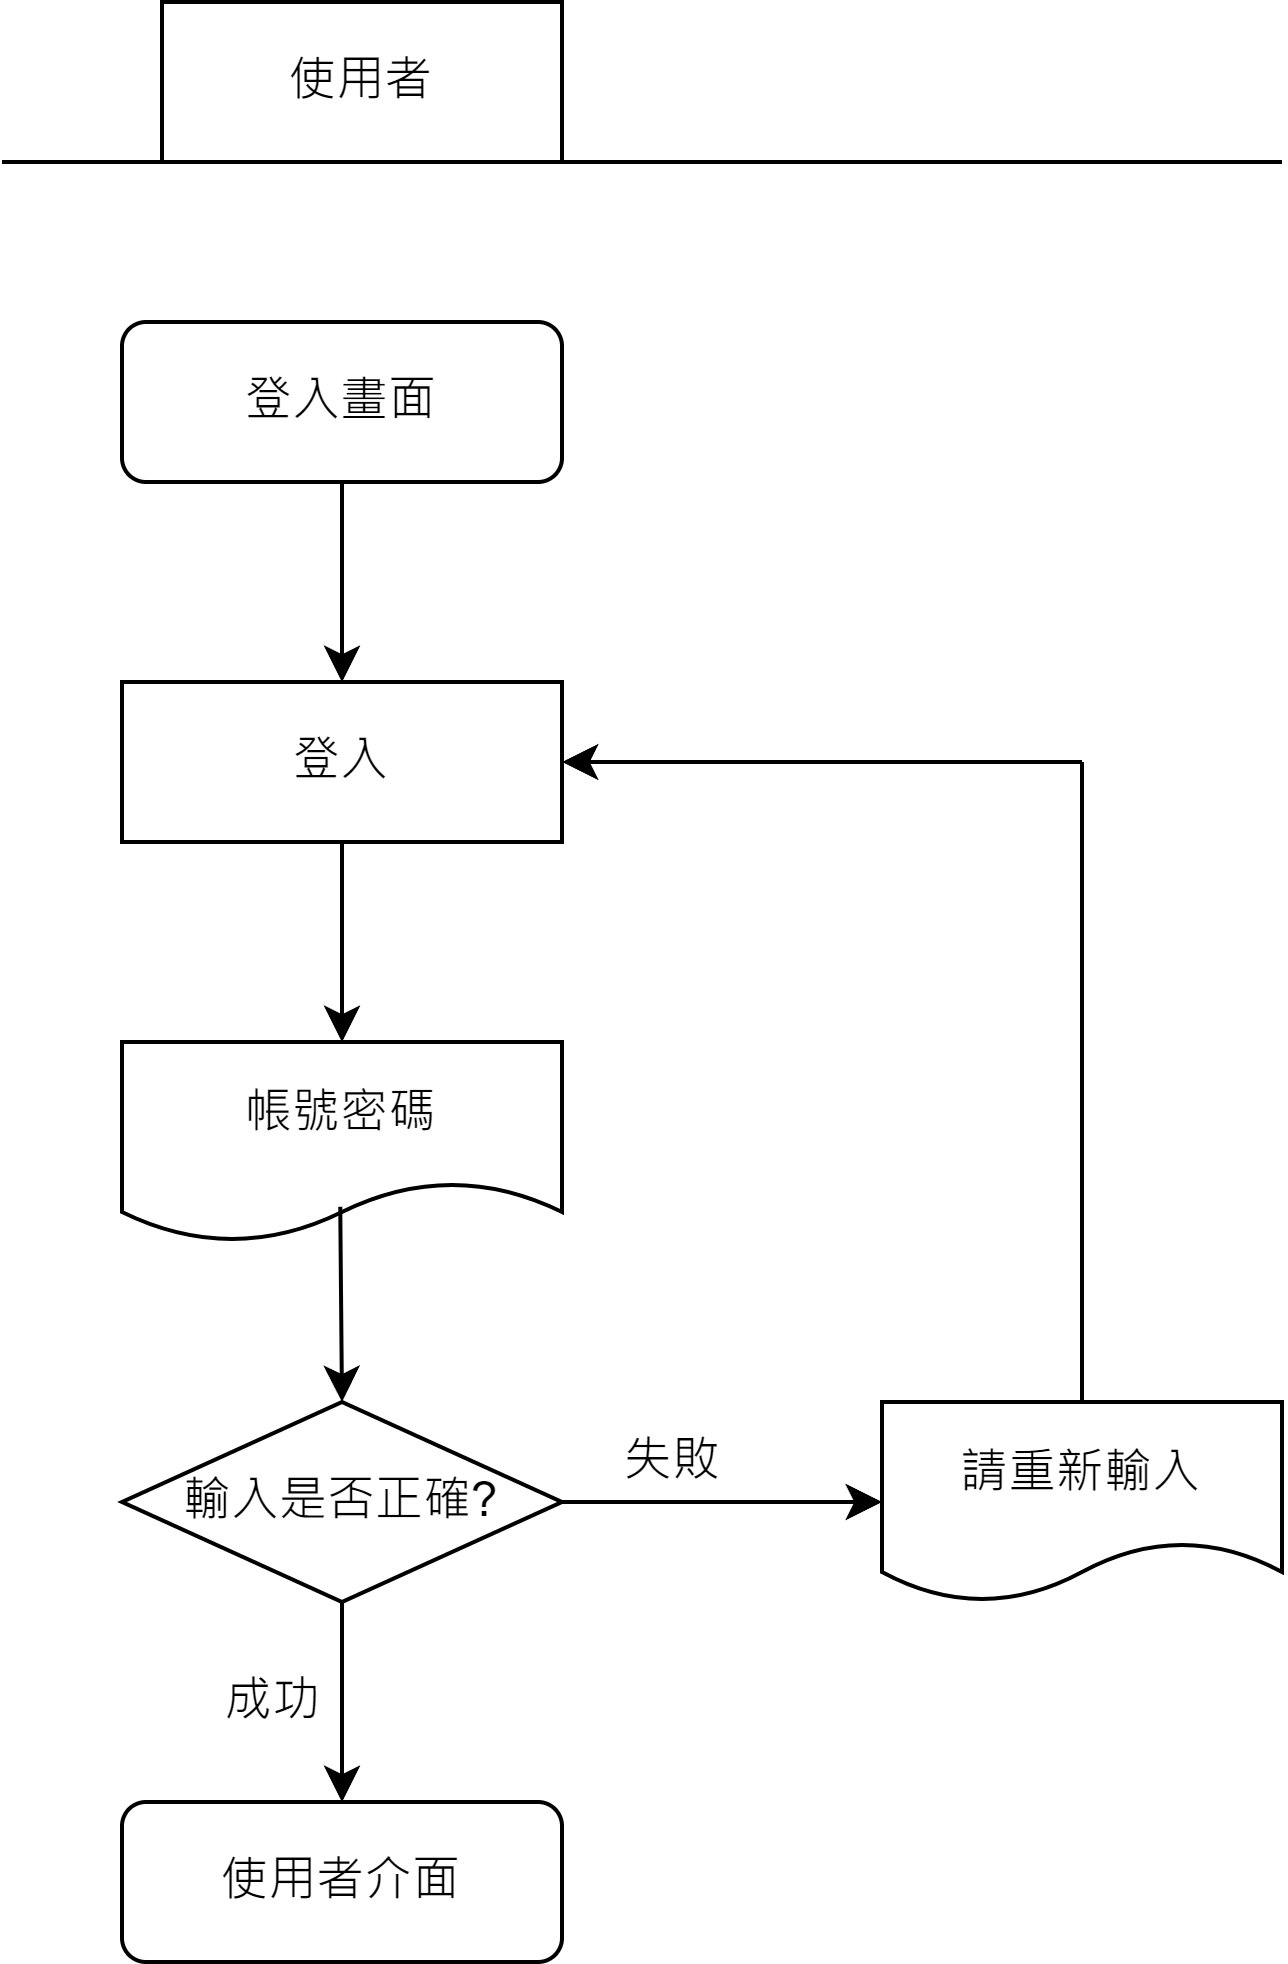 使用者
登入畫面
登入
帳號密碼
輸入是否正確?
失敗
請重新輸入
成功
使用者介面